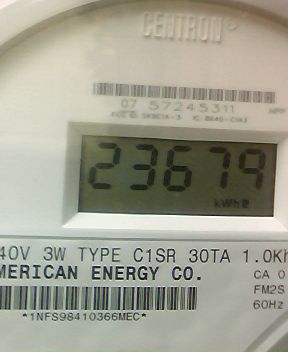 CENTRON®
07 57245311
23679
kWh
40V 3W TYPE C1SR 30TA 1.0Kh
MERICAN ENERGY CO.
CA 0
FM2S
60Hz
*1NFS98410366MEC*